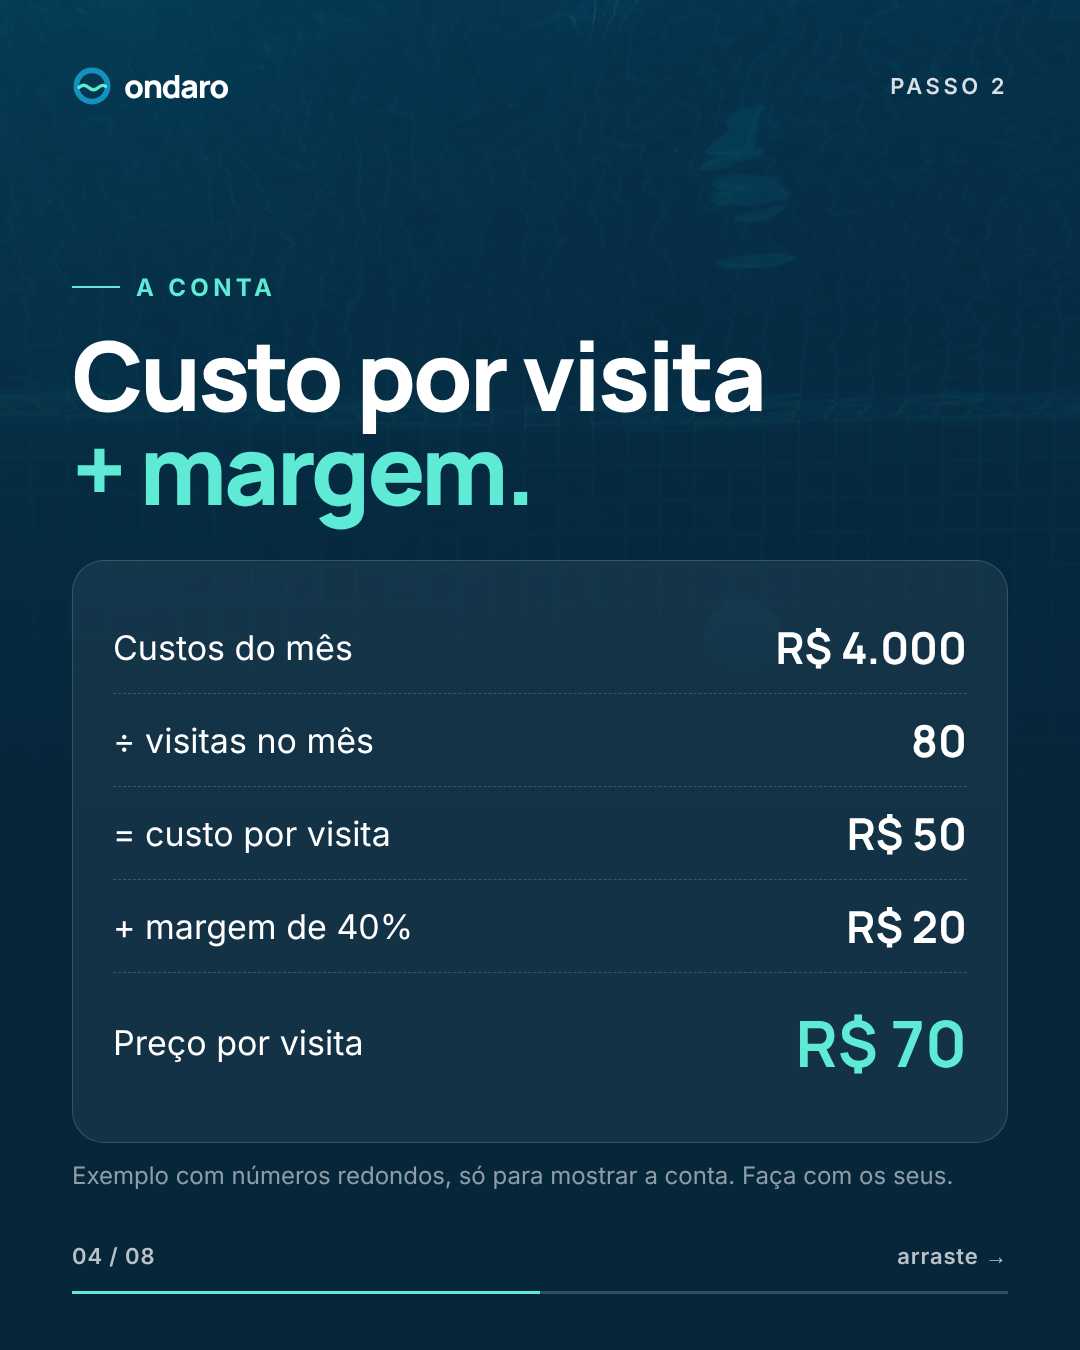 ondaro
PASSO 2
A CONTA
Custo por visita
+ margem.
Custos do mês R$ 4.000
÷ visitas no mês 80
= custo por visita R$ 50
+ margem de 40% R$ 20
Preço por visita R$ 70
Exemplo com números redondos, só para mostrar a conta. Faça com os seus.
04 / 08 arraste →